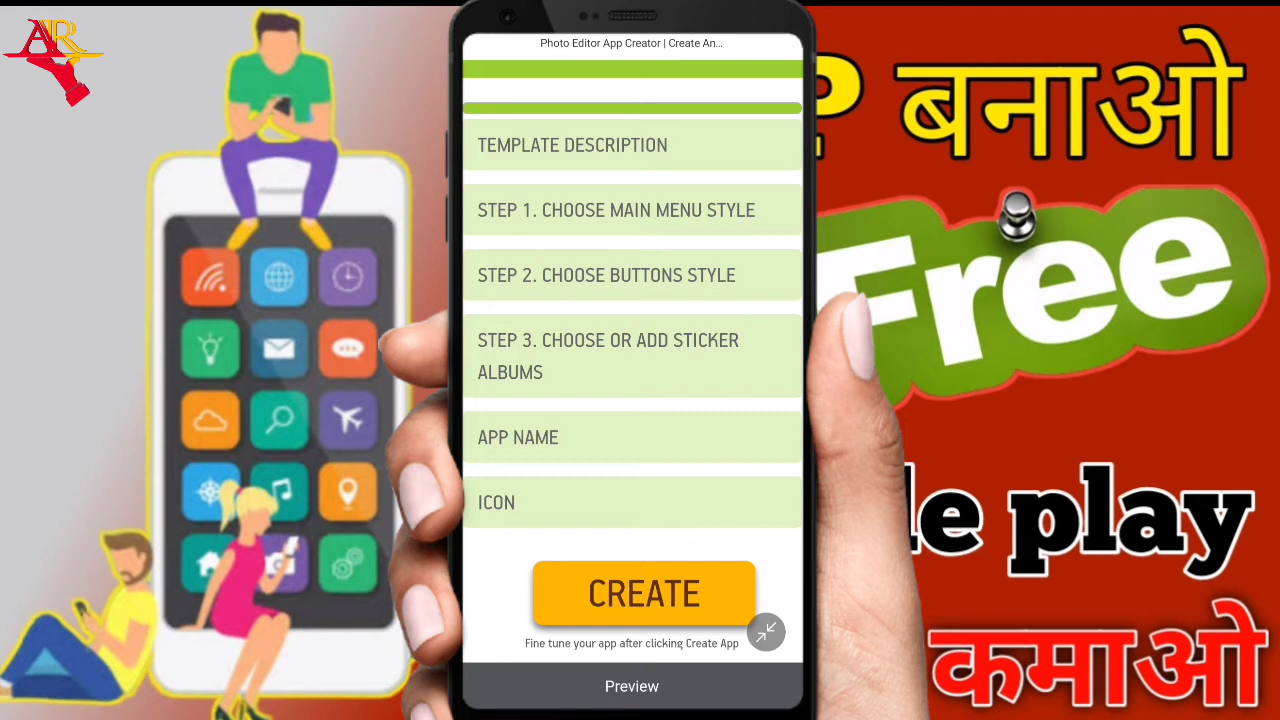 AR
Photo Editor App Creator | Create An...
TEMPLATE DESCRIPTION
STEP 1. CHOOSE MAIN MENU STYLE
STEP 2. CHOOSE BUTTONS STYLE
STEP 3. CHOOSE OR ADD STICKER
ALBUMS
APP NAME
ICON
CREATE
Fine tune your app after clicking Create App
Preview
बनाओ
Free
play
कमाओ